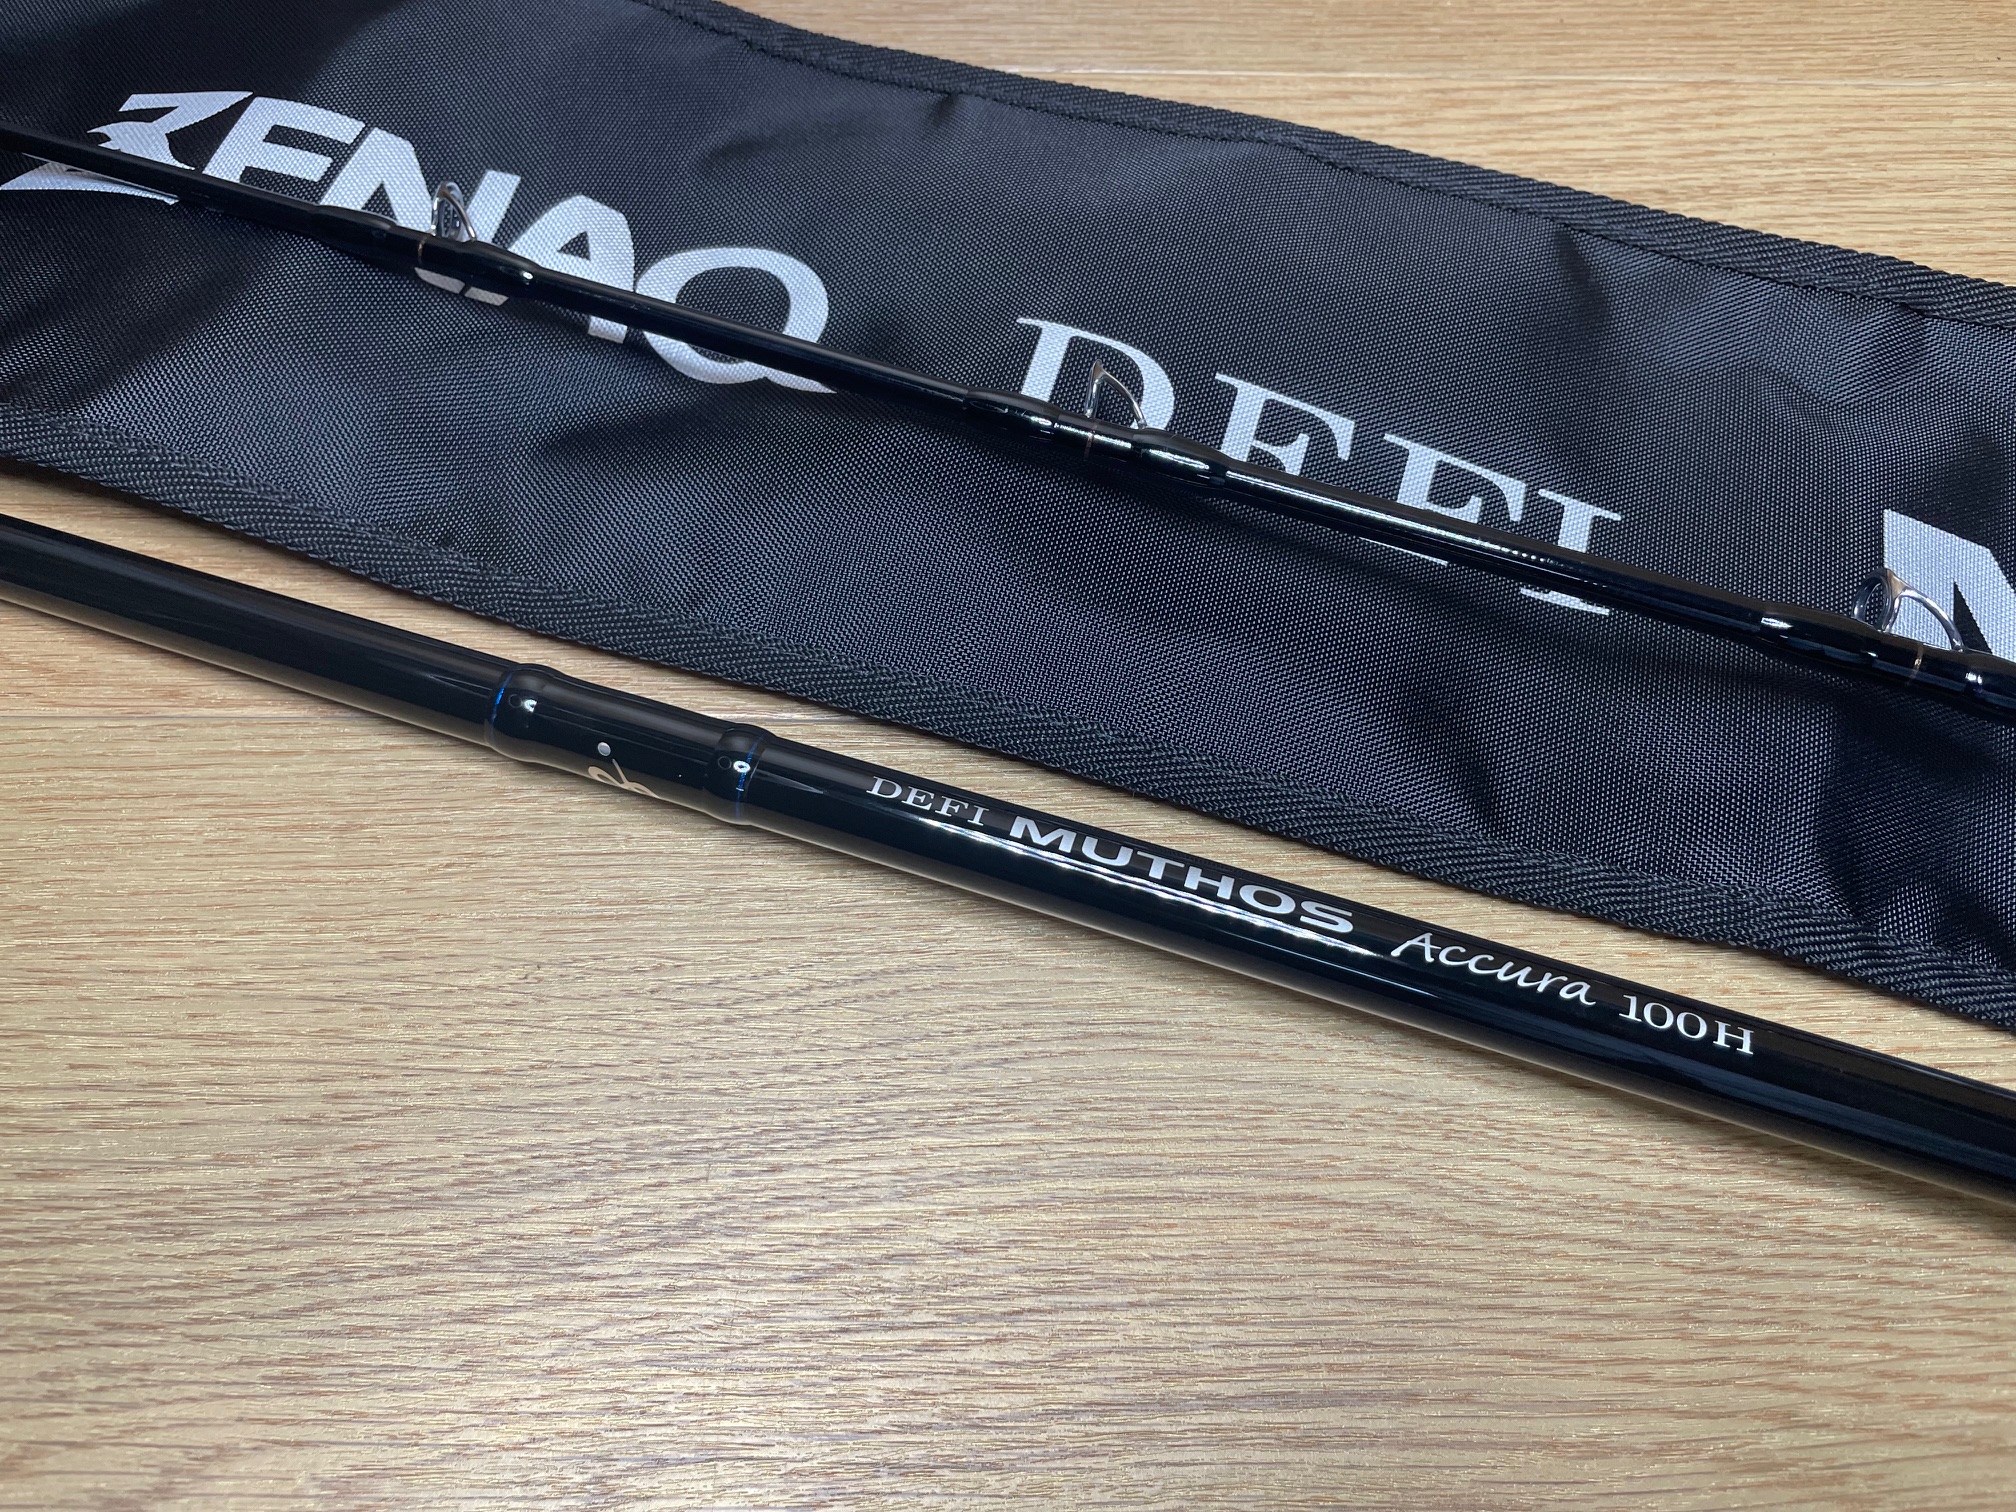 ZENAQ DEFI M
DEFI MUTHOS Accura 100H